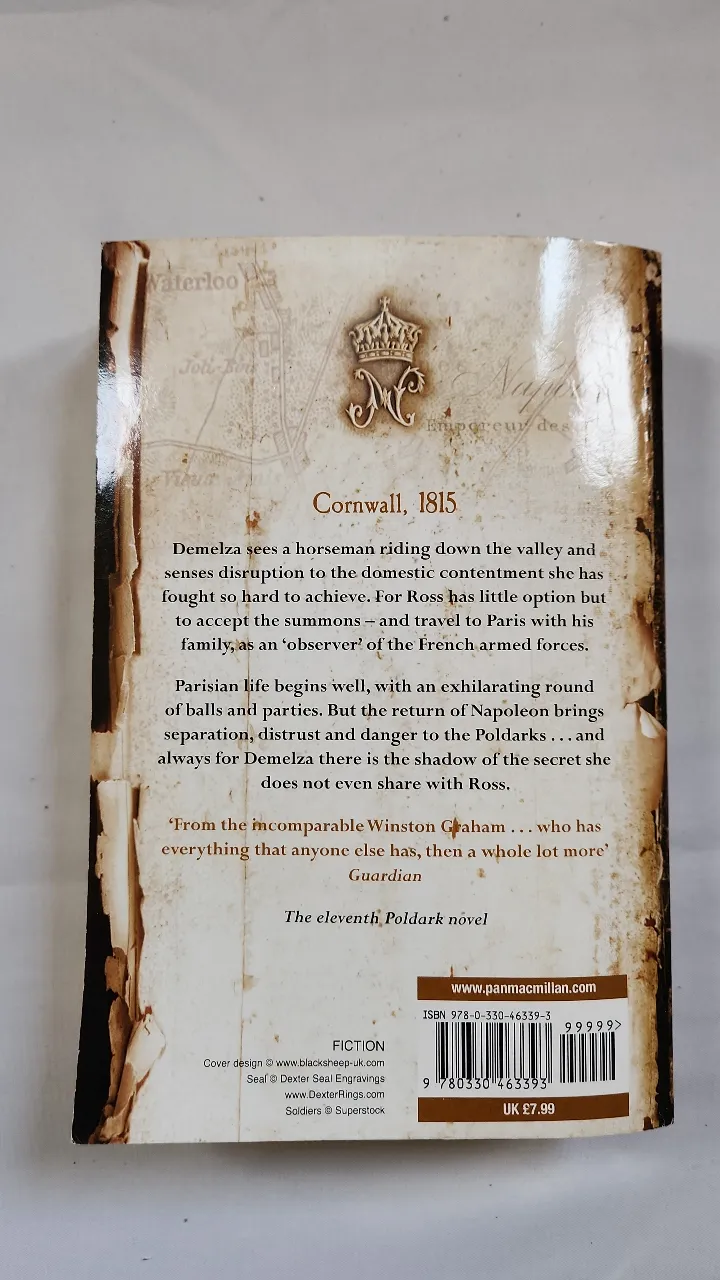 Waterloo
Joli-Bois
N
Empereur des
Cornwall, 1815
Demelza sees a horseman riding down the valley and
senses disruption to the domestic contentment she has
fought so hard to achieve. For Ross has little option but
to accept the summons – and travel to Paris with his
family, as an ‘observer’ of the French armed forces.
Parisian life begins well, with an exhilarating round
of balls and parties. But the return of Napoleon brings
separation, distrust and danger to the Poldarks . . . and
always for Demelza there is the shadow of the secret she
does not even share with Ross.
‘From the incomparable Winston Graham . . . who has
everything that anyone else has, then a whole lot more’
Guardian
The eleventh Poldark novel
www.panmacmillan.com
ISBN 978-0-330-46339-3
99999>
9 780330 463393
UK £7.99
FICTION
Cover design © www.blacksheep-uk.com
Seal © Dexter Seal Engravings
www.DexterRings.com
Soldiers © Superstock